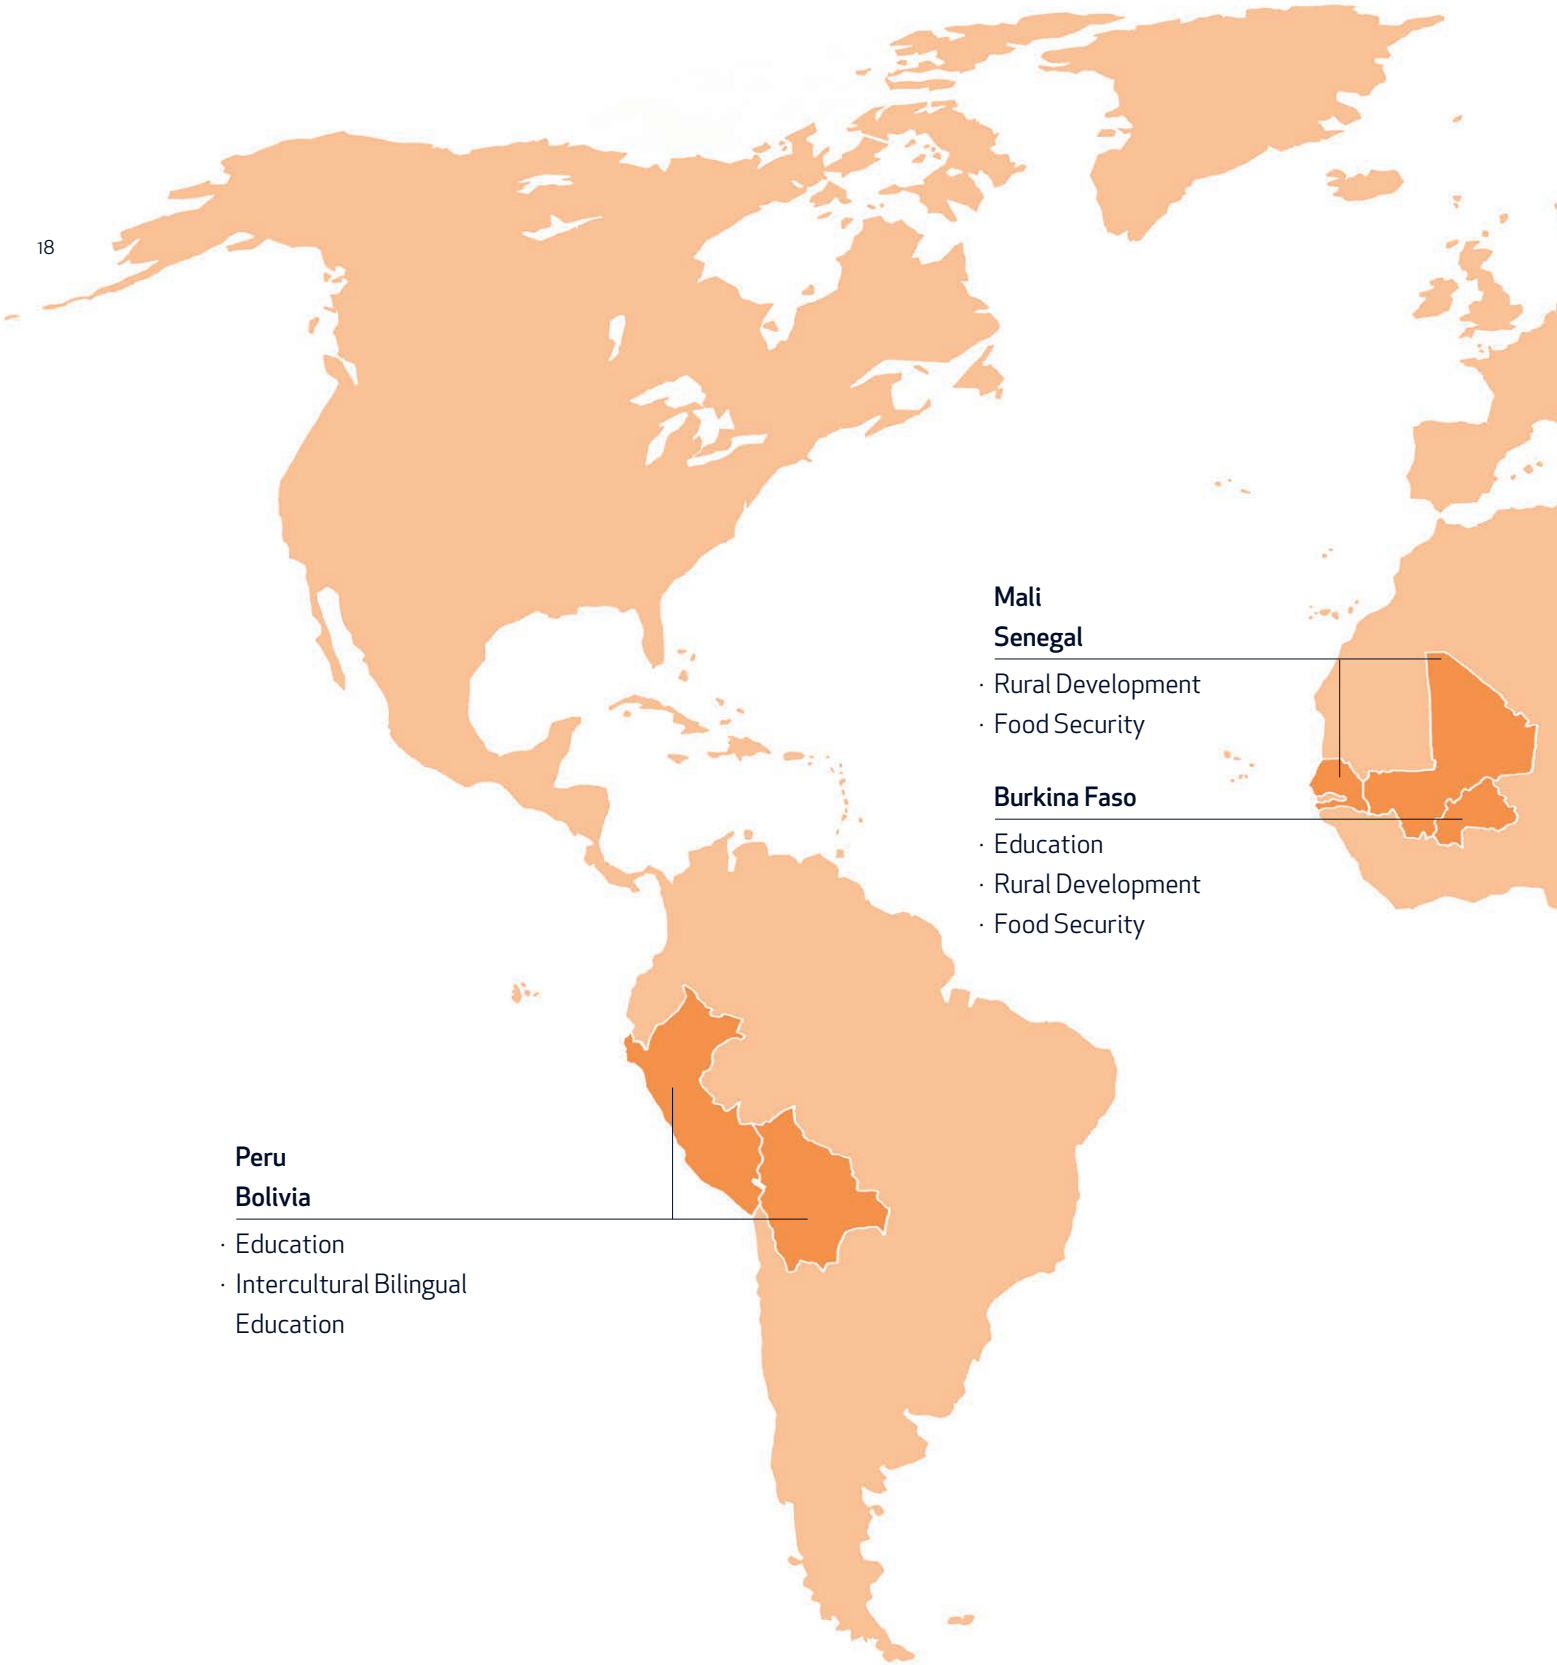 18
Mali
Senegal
· Rural Development
· Food Security
Burkina Faso
· Education
· Rural Development
· Food Security
Peru
Bolivia
· Education
· Intercultural Bilingual
Education